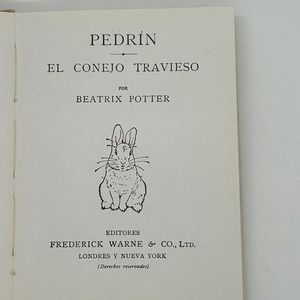 PEDRÍN
EL CONEJO TRAVIESO
POR
BEATRIX POTTER
EDITORES
FREDERICK WARNE & CO., LTD.
LONDRES Y NUEVA YORK
(Derechos reservados)